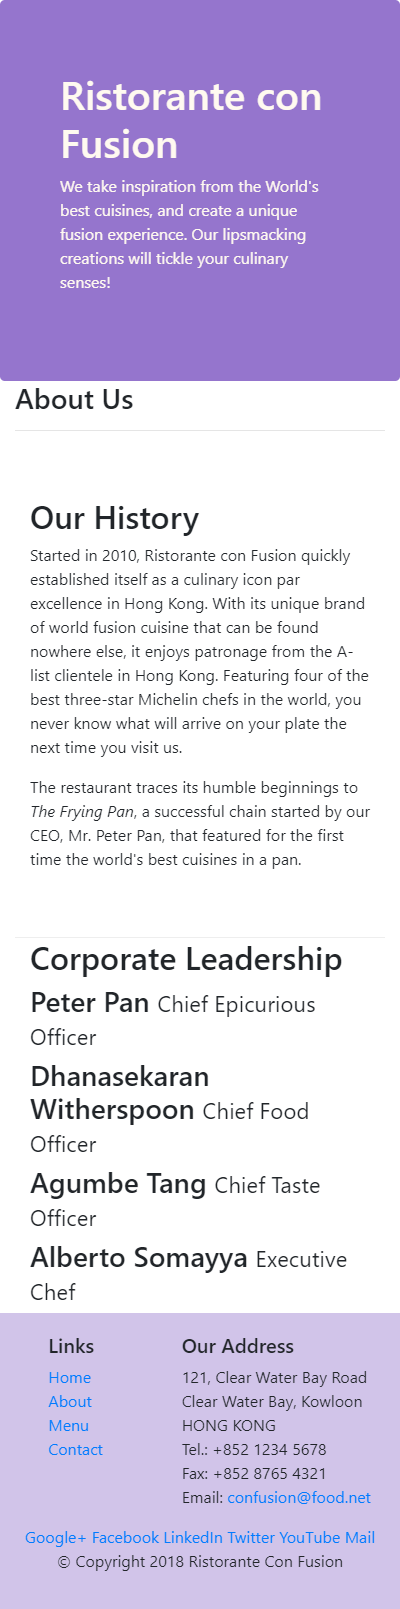 Ristorante con
Fusion
We take inspiration from the World's
best cuisines, and create a unique
fusion experience. Our lipsmacking
creations will tickle your culinary
senses!
About Us
Our History
Started in 2010, Ristorante con Fusion quickly
established itself as a culinary icon par
excellence in Hong Kong. With its unique brand
of world fusion cuisine that can be found
nowhere else, it enjoys patronage from the A-
list clientele in Hong Kong. Featuring four of the
best three-star Michelin chefs in the world, you
never know what will arrive on your plate the
next time you visit us.
The restaurant traces its humble beginnings to
The Frying Pan, a successful chain started by our
CEO, Mr. Peter Pan, that featured for the first
time the world's best cuisines in a pan.
Corporate Leadership
Peter Pan Chief Epicurious
Officer
Dhanasekaran
Witherspoon Chief Food
Officer
Agumbe Tang Chief Taste
Officer
Alberto Somayya Executive
Chef
Links
Home
About
Menu
Contact
Our Address
121, Clear Water Bay Road
Clear Water Bay, Kowloon
HONG KONG
Tel.: +852 1234 5678
Fax: +852 8765 4321
Email: confusion@food.net
Google+ Facebook LinkedIn Twitter YouTube Mail
© Copyright 2018 Ristorante Con Fusion